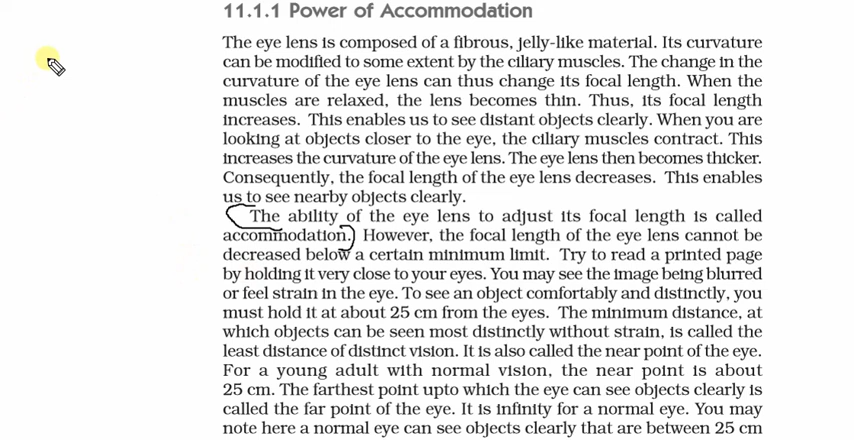 11.1.1 Power of Accommodation
The eye lens is composed of a fibrous, jelly-like material. Its curvature
can be modified to some extent by the ciliary muscles. The change in the
curvature of the eye lens can thus change its focal length. When the
muscles are relaxed, the lens becomes thin. Thus, its focal length
increases. This enables us to see distant objects clearly. When you are
looking at objects closer to the eye, the ciliary muscles contract. This
increases the curvature of the eye lens. The eye lens then becomes thicker.
Consequently, the focal length of the eye lens decreases. This enables
us to see nearby objects clearly.
The ability of the eye lens to adjust its focal length is called
accommodation. However, the focal length of the eye lens cannot be
decreased below a certain minimum limit. Try to read a printed page
by holding it very close to your eyes. You may see the image being blurred
or feel strain in the eye. To see an object comfortably and distinctly, you
must hold it at about 25 cm from the eyes. The minimum distance, at
which objects can be seen most distinctly without strain, is called the
least distance of distinct vision. It is also called the near point of the eye.
For a young adult with normal vision, the near point is about
25 cm. The farthest point upto which the eye can see objects clearly is
called the far point of the eye. It is infinity for a normal eye. You may
note here a normal eye can see objects clearly that are between 25 cm